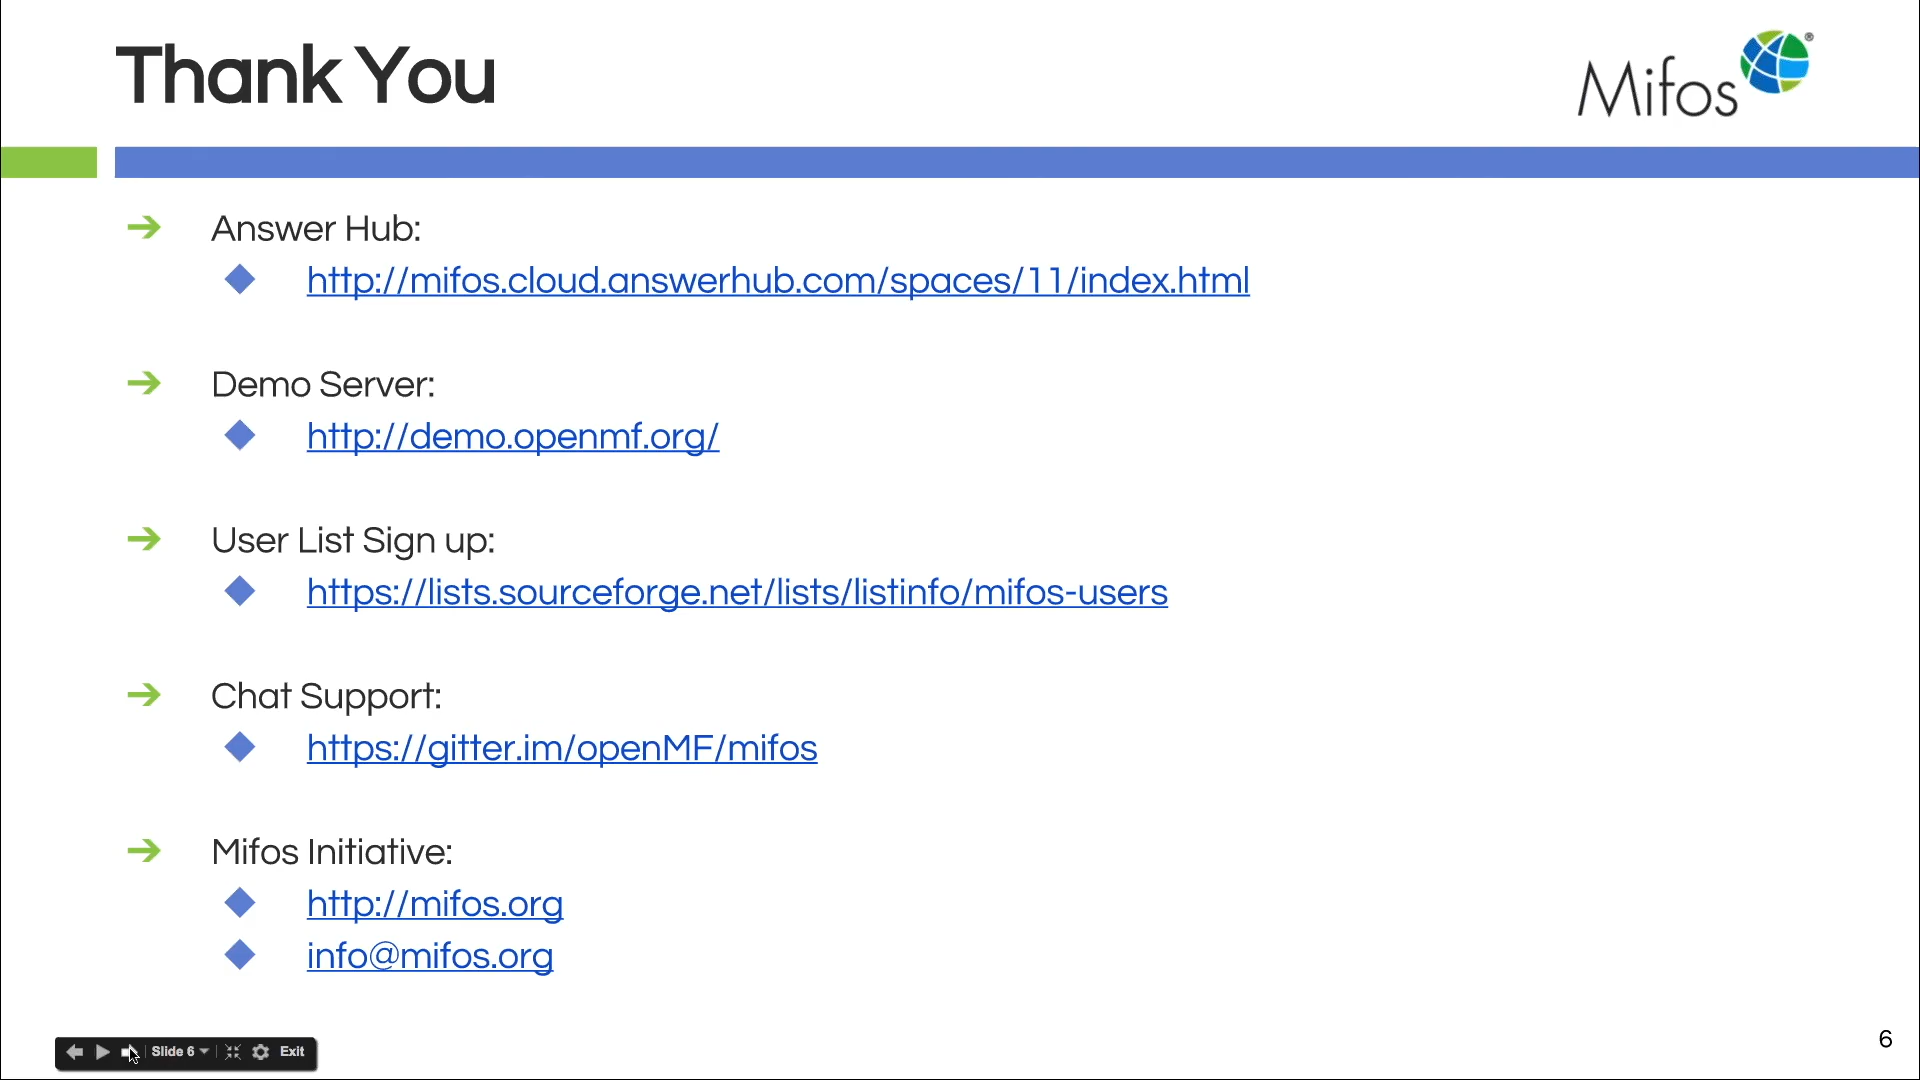 Thank You
Mifos®
Answer Hub:
http://mifos.cloud.answerhub.com/spaces/11/index.html
Demo Server:
http://demo.openmf.org/
User List Sign up:
https://lists.sourceforge.net/lists/listinfo/mifos-users
Chat Support:
https://gitter.im/openMF/mifos
Mifos Initiative:
http://mifos.org
info@mifos.org
Slide 6
Exit
6